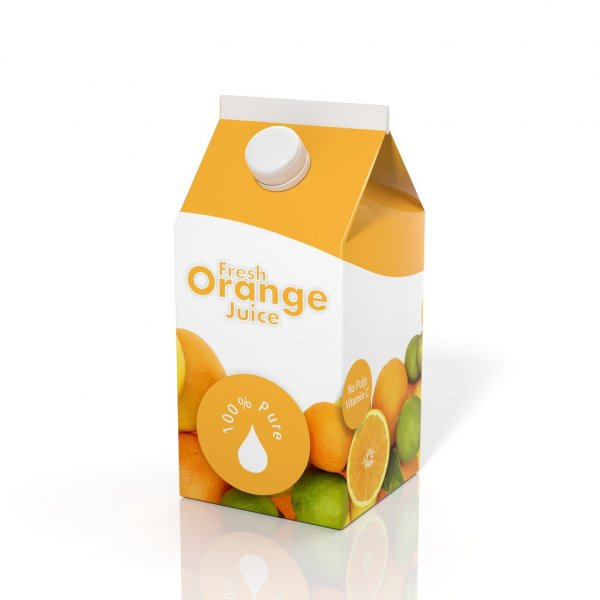 Fresh
Orange
Juice
100% Pure
No Pulp
Vitamin C